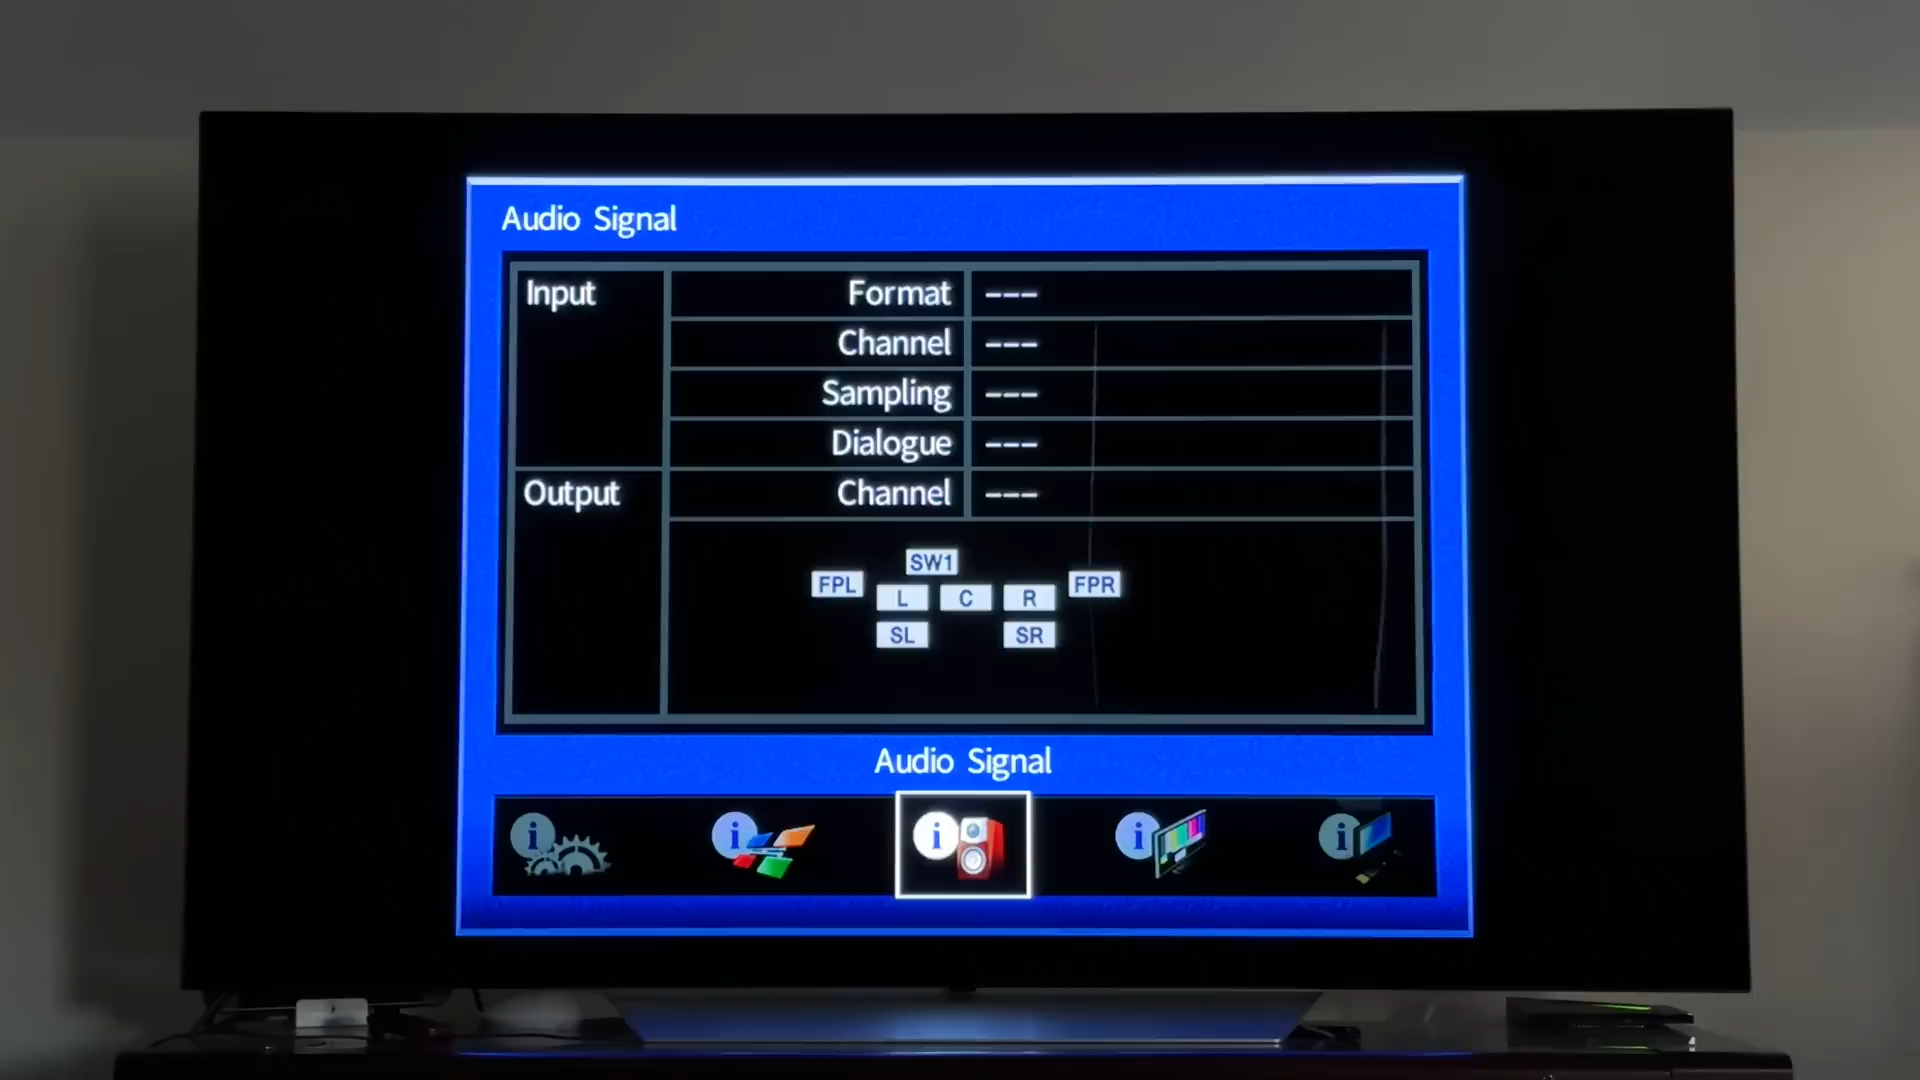 Audio Signal
Input Format ---
Channel ---
Sampling ---
Dialogue ---
Output Channel ---
SW1
FPL FPR
L C R
SL SR
Audio Signal
i i i i i